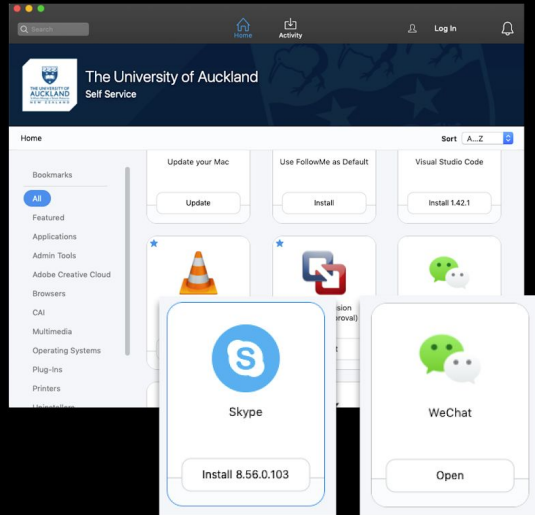 Search
Home
Activity
Log In
THE UNIVERSITY OF
AUCKLAND
NEW ZEALAND
The University of Auckland
Self Service
Home
Sort A...Z
Bookmarks
All
Featured
Applications
Admin Tools
Adobe Creative Cloud
Browsers
CAI
Multimedia
Operating Systems
Plug-Ins
Printers
Uninstallers
Update your Mac
Update
Use FollowMe as Default
Install
Visual Studio Code
Install 1.42.1
Skype
Install 8.56.0.103
WeChat
Open